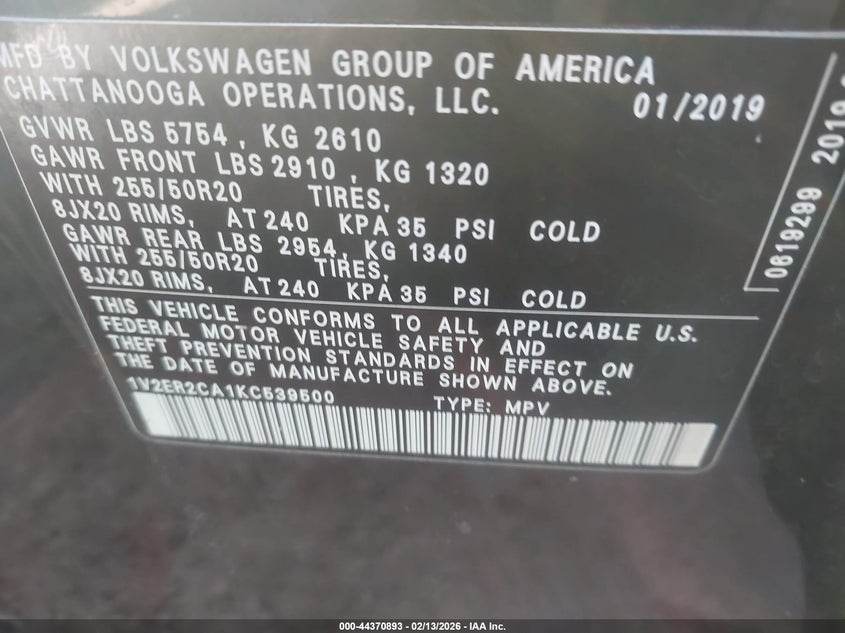 MFD BY VOLKSWAGEN GROUP OF AMERICA
CHATTANOOGA OPERATIONS, LLC. 01/2019
GVWR LBS 5754 , KG 2610
GAWR FRONT LBS 2910 , KG 1320
WITH 255/50R20 TIRES,
8JX20 RIMS, AT 240 KPA 35 PSI COLD
GAWR REAR LBS 2954, KG 1340
WITH 255/50R20 TIRES,
8JX20 RIMS, AT 240 KPA 35 PSI COLD
THIS VEHICLE CONFORMS TO ALL APPLICABLE U.S.
FEDERAL MOTOR VEHICLE SAFETY AND
THEFT PREVENTION STANDARDS IN EFFECT ON
THE DATE OF MANUFACTURE SHOWN ABOVE.
1V2ER2CA1KC539500 TYPE: MPV
0619299 2019
000-44370893 - 02/13/2026 - IAA Inc.